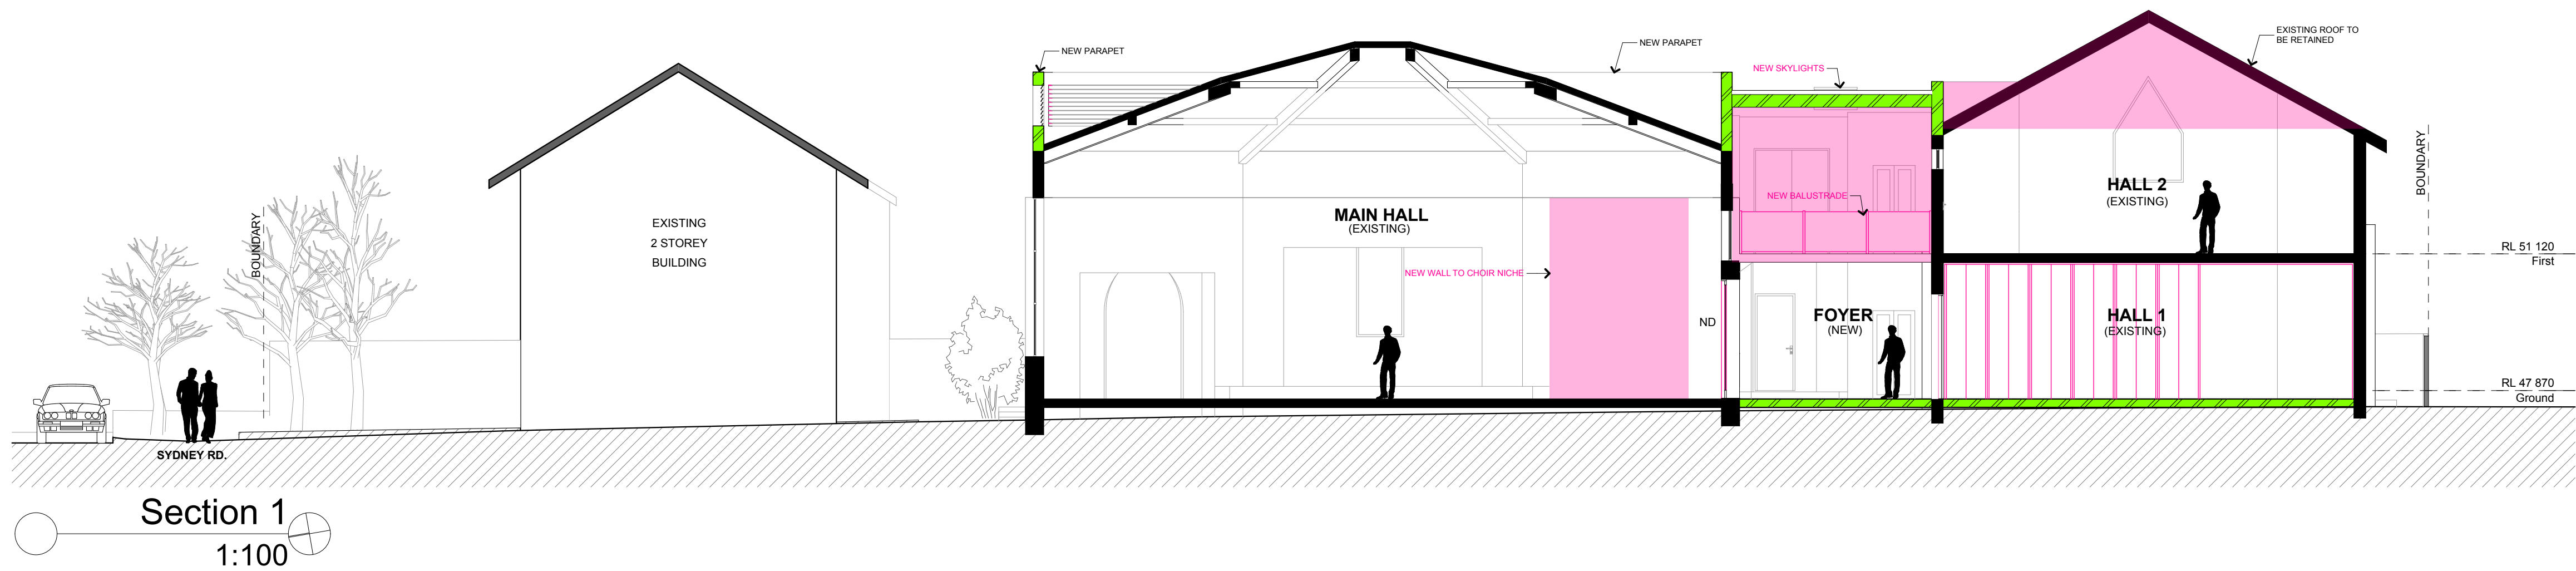 NEW PARAPET
NEW PARAPET
NEW SKYLIGHTS
EXISTING ROOF TO
BE RETAINED
BOUNDARY
EXISTING
2 STOREY
BUILDING
MAIN HALL
(EXISTING)
NEW BALUSTRADE
HALL 2
(EXISTING)
BOUNDARY
RL 51 120
First
NEW WALL TO CHOIR NICHE
ND
FOYER
(NEW)
HALL 1
(EXISTING)
RL 47 870
Ground
SYDNEY RD.
Section 1
1:100